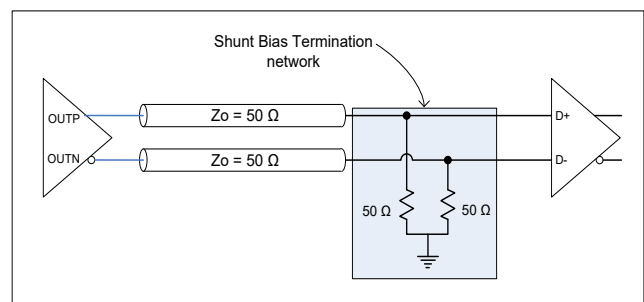 Shunt Bias Termination
network
OUTP
Zo = 50 Ω
D+
OUTN
Zo = 50 Ω
D-
50 Ω
50 Ω